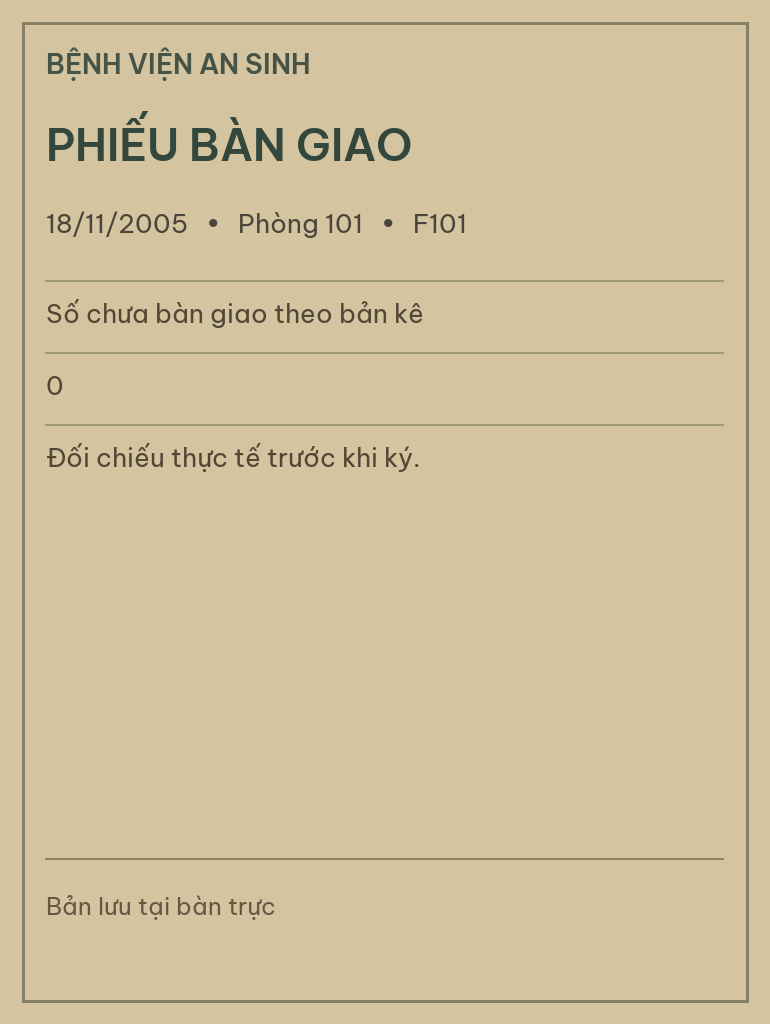 BỆNH VIỆN AN SINH
PHIẾU BÀN GIAO
18/11/2005 • Phòng 101 • F101
Số chưa bàn giao theo bản kê
0
Đối chiếu thực tế trước khi ký.
Bản lưu tại bàn trực